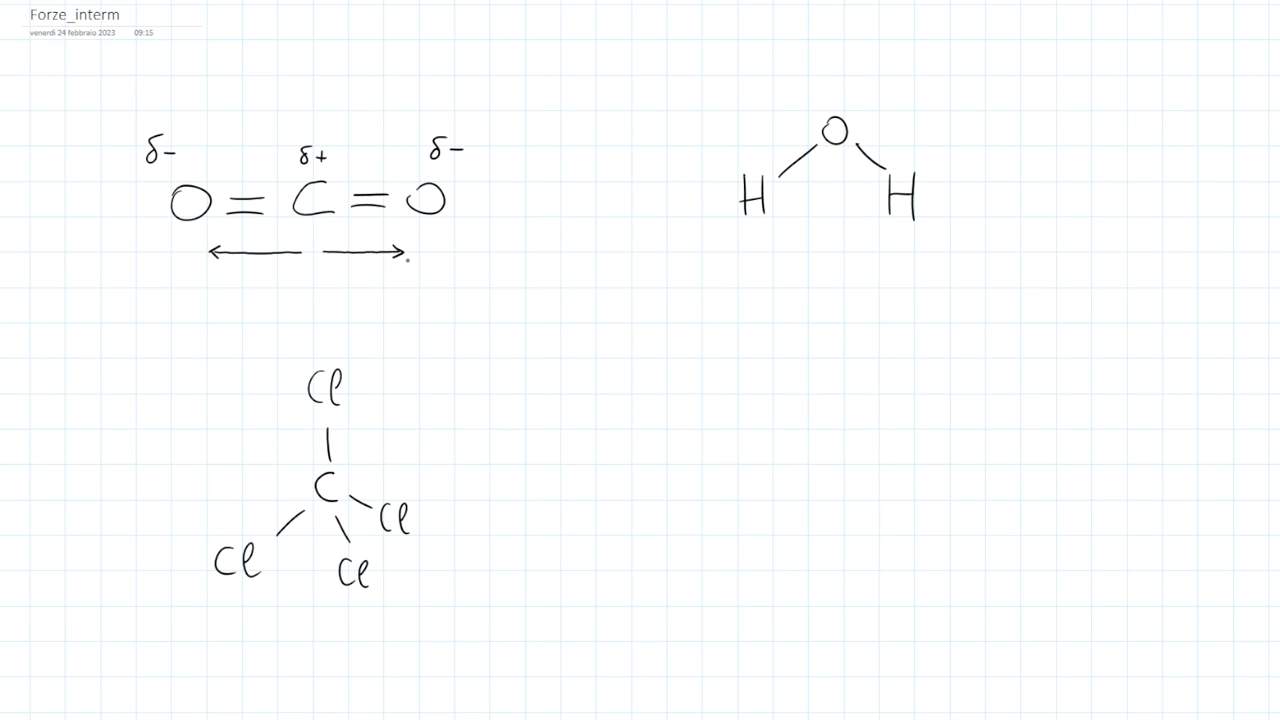 Forze_interm
venerdì 24 febbraio 2023 09:15
δ- δ+ δ-
O = C = O
O
H H
Cl
C
Cl
Cl
Cl